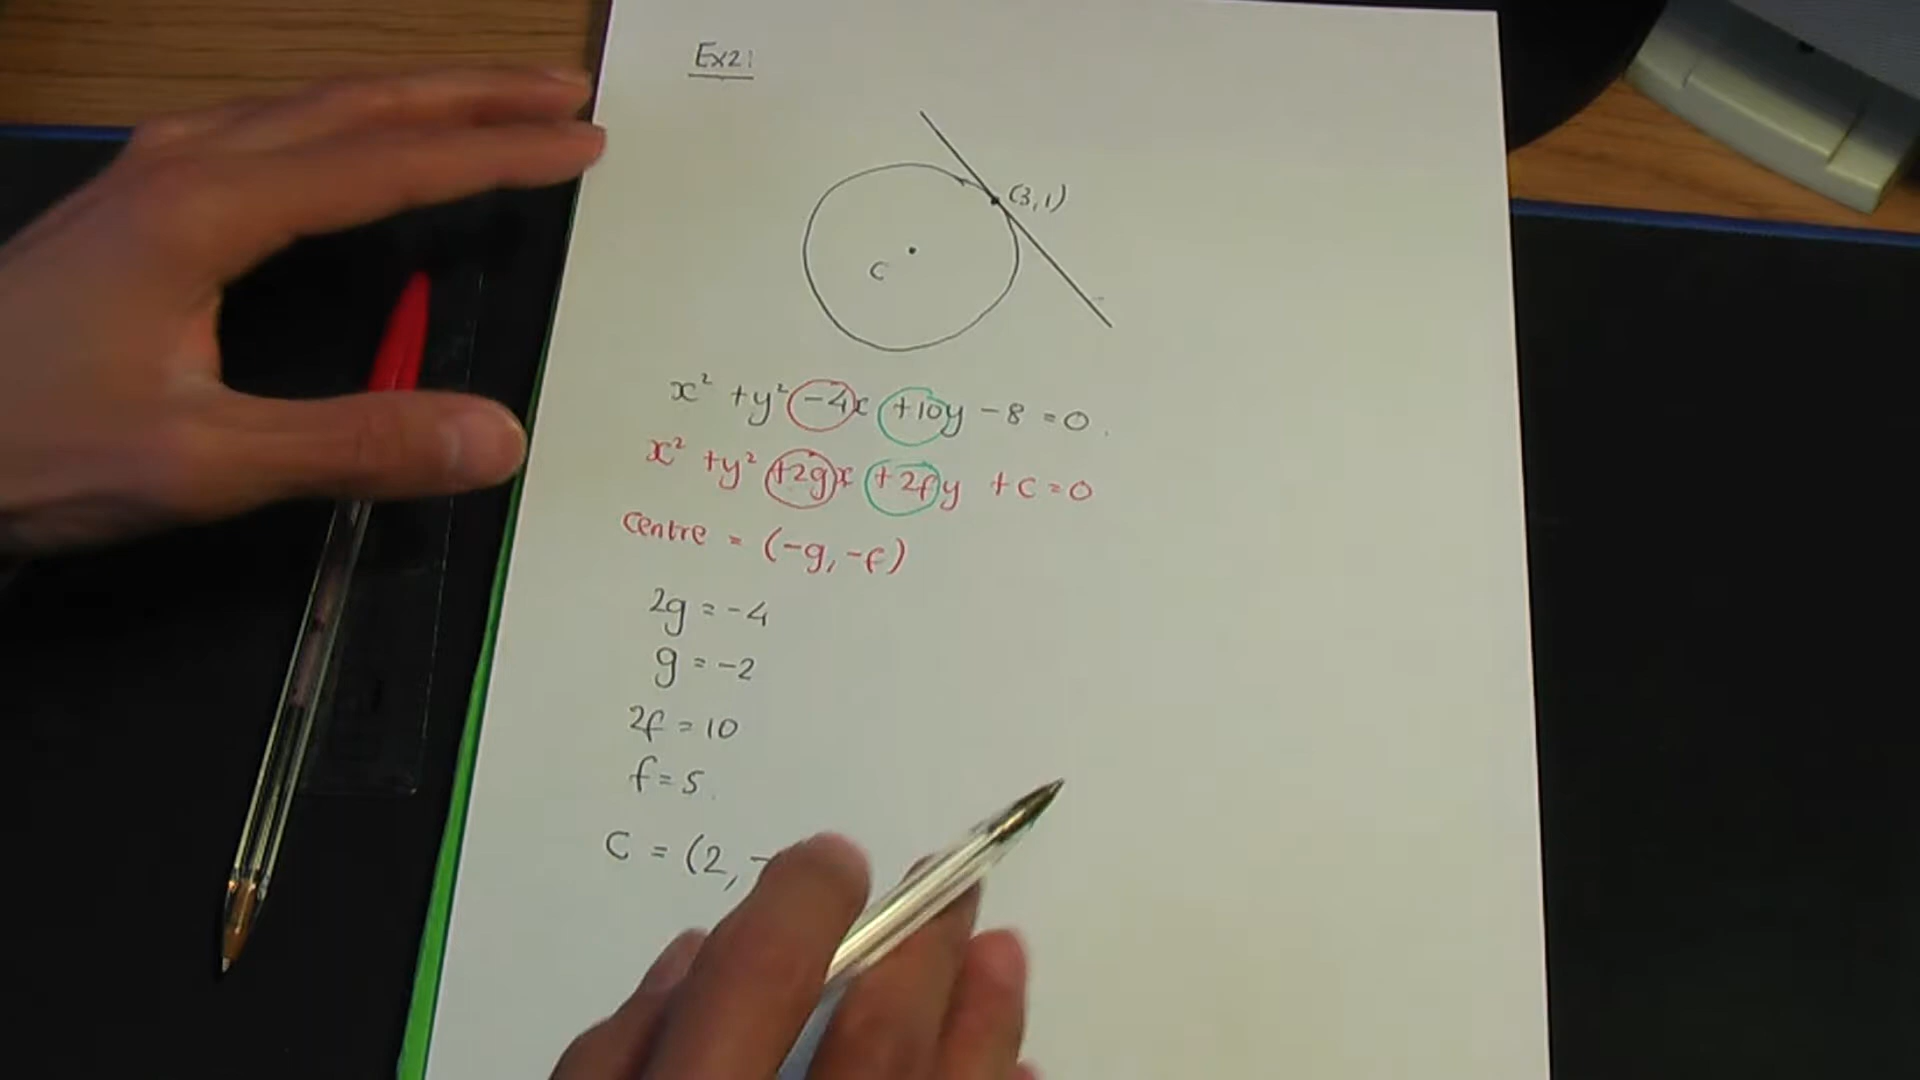 Ex2:
(3,1)
C
x² + y² -4x +10y - 8 = 0.
x² + y² +2gx +2fy + c = 0
Centre = (-g, -f)
2g = -4
g = -2
2f = 10
f = 5.
C = (2, -